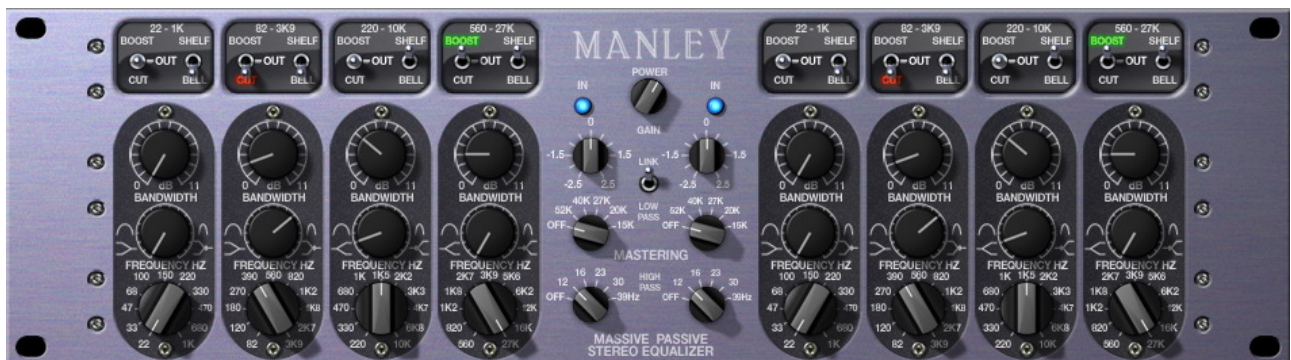 22 - 1K
BOOST SHELF
OUT
CUT BELL
0 dB 11
BANDWIDTH
FREQUENCY HZ
100 150 220
68 330
47 470
33 680
22 1K
82 - 3K9
BOOST SHELF
OUT
CUT BELL
0 dB 11
BANDWIDTH
FREQUENCY HZ
390 560 820
270 1K2
180 1K8
120 2K7
82 3K9
220 - 10K
BOOST SHELF
OUT
CUT BELL
0 dB 11
BANDWIDTH
FREQUENCY HZ
1K 1K5 2K2
680 3K3
470 4K7
330 6K8
220 10K
560 - 27K
BOOST SHELF
OUT
CUT BELL
0 dB 11
BANDWIDTH
FREQUENCY HZ
2K7 3K9 5K6
1K8 6K2
1K2 12K
820 16K
560 27K
MANLEY
POWER
IN IN
GAIN
0 0
-1.5 1.5 -1.5 1.5
LINK
-2.5 2.5 -2.5 2.5
LOW
PASS
40K 27K 40K 27K
52K 20K 52K 20K
OFF 15K OFF 15K
MASTERING
HIGH
PASS
16 23 16 23
12 30 12 30
OFF 39Hz OFF 39Hz
MASSIVE PASSIVE
STEREO EQUALIZER
22 - 1K
BOOST SHELF
OUT
CUT BELL
0 dB 11
BANDWIDTH
FREQUENCY HZ
100 150 220
68 330
47 470
33 680
22 1K
82 - 3K9
BOOST SHELF
OUT
CUT BELL
0 dB 11
BANDWIDTH
FREQUENCY HZ
390 560 820
270 1K2
180 1K8
120 2K7
82 3K9
220 - 10K
BOOST SHELF
OUT
CUT BELL
0 dB 11
BANDWIDTH
FREQUENCY HZ
1K 1K5 2K2
680 3K3
470 4K7
330 6K8
220 10K
560 - 27K
BOOST SHELF
OUT
CUT BELL
0 dB 11
BANDWIDTH
FREQUENCY HZ
2K7 3K9 5K6
1K8 6K2
1K2 12K
820 16K
560 27K